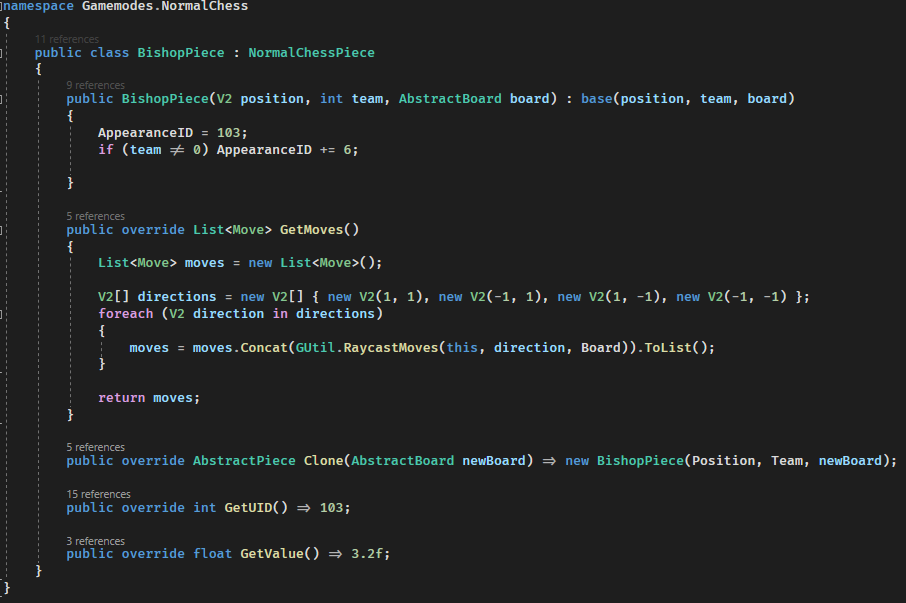 namespace Gamemodes.NormalChess
{
11 references
public class BishopPiece : NormalChessPiece
{
9 references
public BishopPiece(V2 position, int team, AbstractBoard board) : base(position, team, board)
{
AppearanceID = 103;
if (team ≠ 0) AppearanceID += 6;
}
5 references
public override List<Move> GetMoves()
{
List<Move> moves = new List<Move>();
V2[] directions = new V2[] { new V2(1, 1), new V2(-1, 1), new V2(1, -1), new V2(-1, -1) };
foreach (V2 direction in directions)
{
moves = moves.Concat(GUtil.RaycastMoves(this, direction, Board)).ToList();
}
return moves;
}
5 references
public override AbstractPiece Clone(AbstractBoard newBoard) ⇒ new BishopPiece(Position, Team, newBoard);
15 references
public override int GetUID() ⇒ 103;
3 references
public override float GetValue() ⇒ 3.2f;
}
}